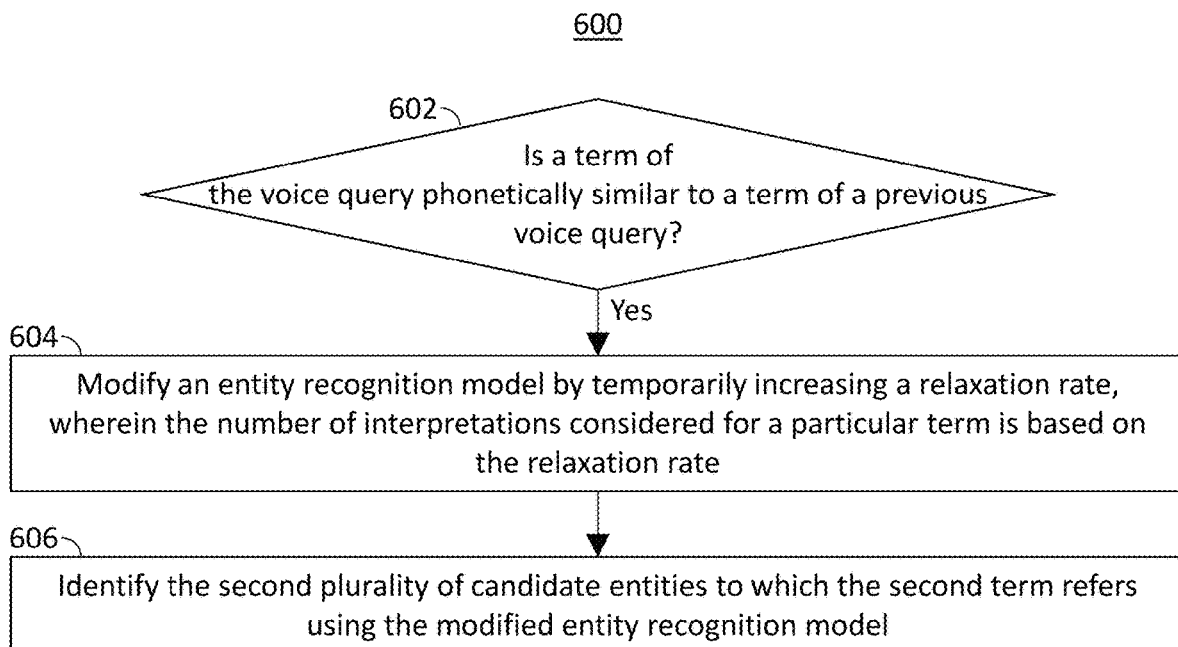 600
602
Is a term of
the voice query phonetically similar to a term of a previous
voice query?
Yes
604
Modify an entity recognition model by temporarily increasing a relaxation rate,
wherein the number of interpretations considered for a particular term is based on
the relaxation rate
606
Identify the second plurality of candidate entities to which the second term refers
using the modified entity recognition model